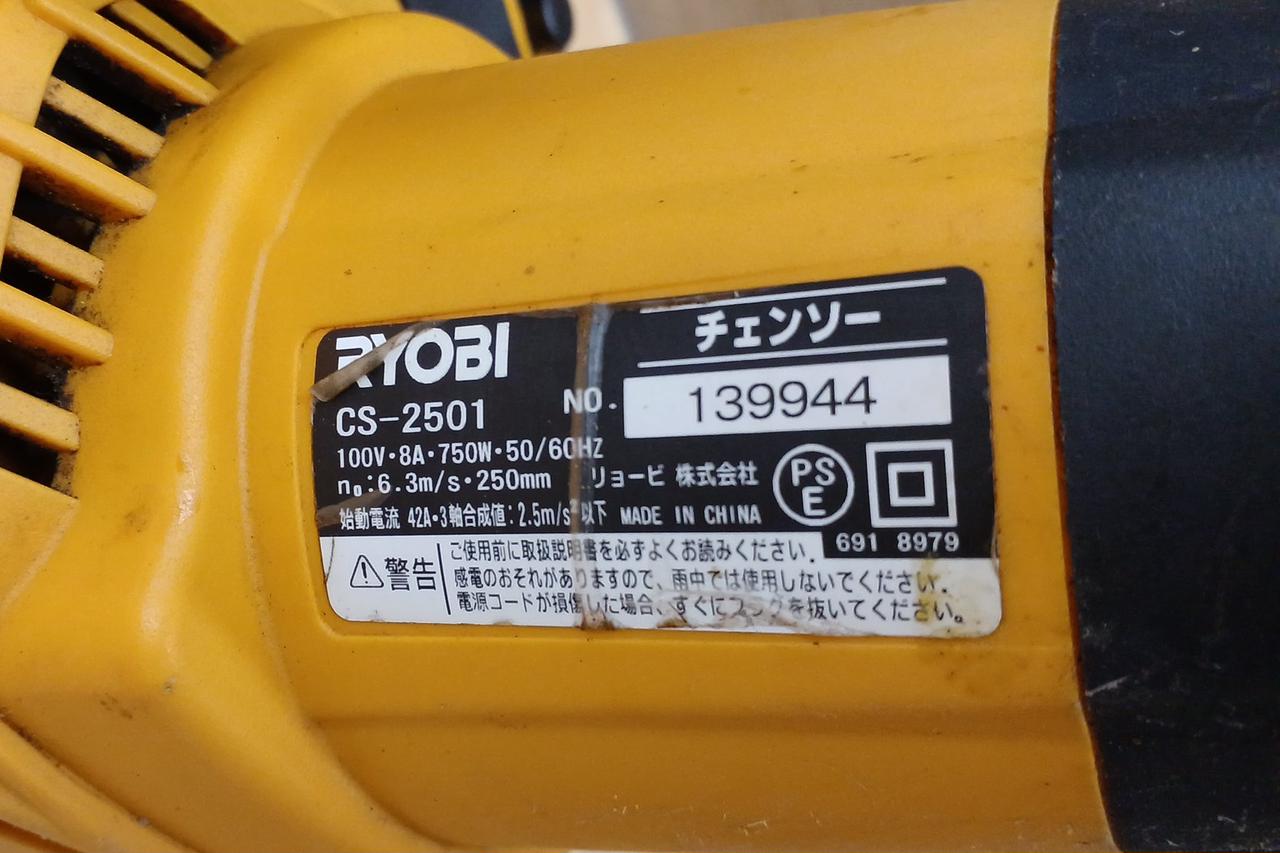 RYOBI
チェンソー
CS-2501
NO. 139944
100V・8A・750W・50/60HZ
n₀:6.3m/s・250mm
リョービ 株式会社
PS
E
始動電流 42A・3軸合成値:2.5m/s²以下 MADE IN CHINA
691 8979
警告
ご使用前に取扱説明書を必ずよくお読みください.
感電のおそれがありますので、雨中では使用しないでください.
電源コードが損傷した場合、すぐにプラグを抜いてください。